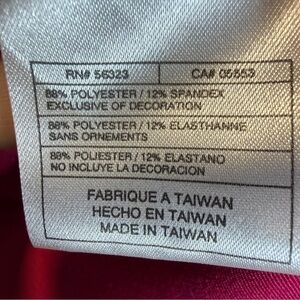 RN# 56323 CA# 05553
88% POLYESTER / 12% SPANDEX
EXCLUSIVE OF DECORATION
88% POLYESTER / 12% ELASTHANNE
SANS ORNEMENTS
88% POLIESTER / 12% ELASTANO
NO INCLUYE LA DECORACION
FABRIQUE A TAIWAN
HECHO EN TAIWAN
MADE IN TAIWAN